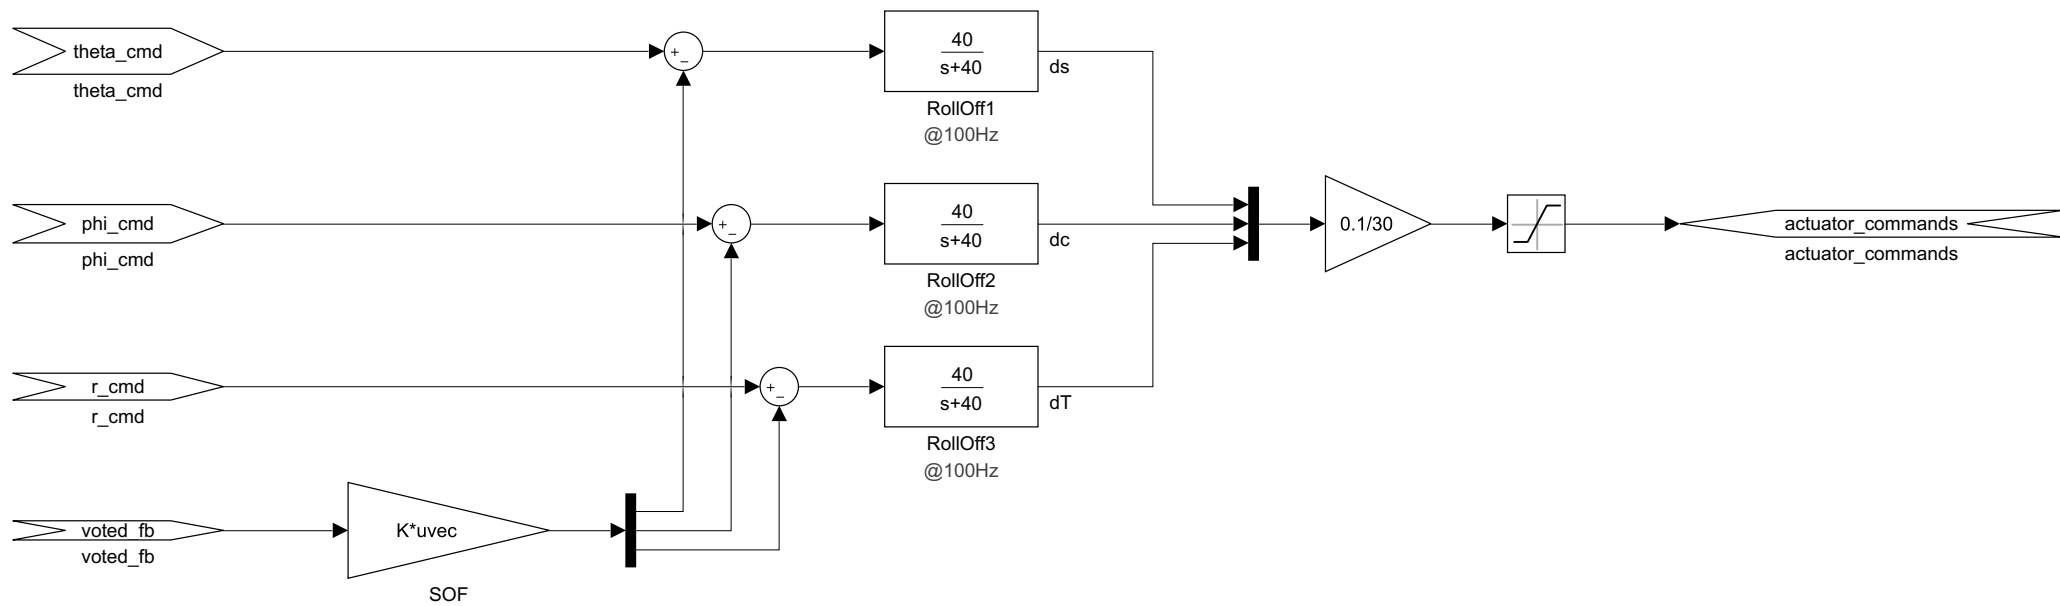 theta_cmd
theta_cmd
+
−
40
s+40
ds
RollOff1
@100Hz
phi_cmd
phi_cmd
+
−
40
s+40
dc
RollOff2
@100Hz
0.1/30
actuator_commands
actuator_commands
r_cmd
r_cmd
+
−
40
s+40
dT
RollOff3
@100Hz
voted_fb
voted_fb
K*uvec
SOF